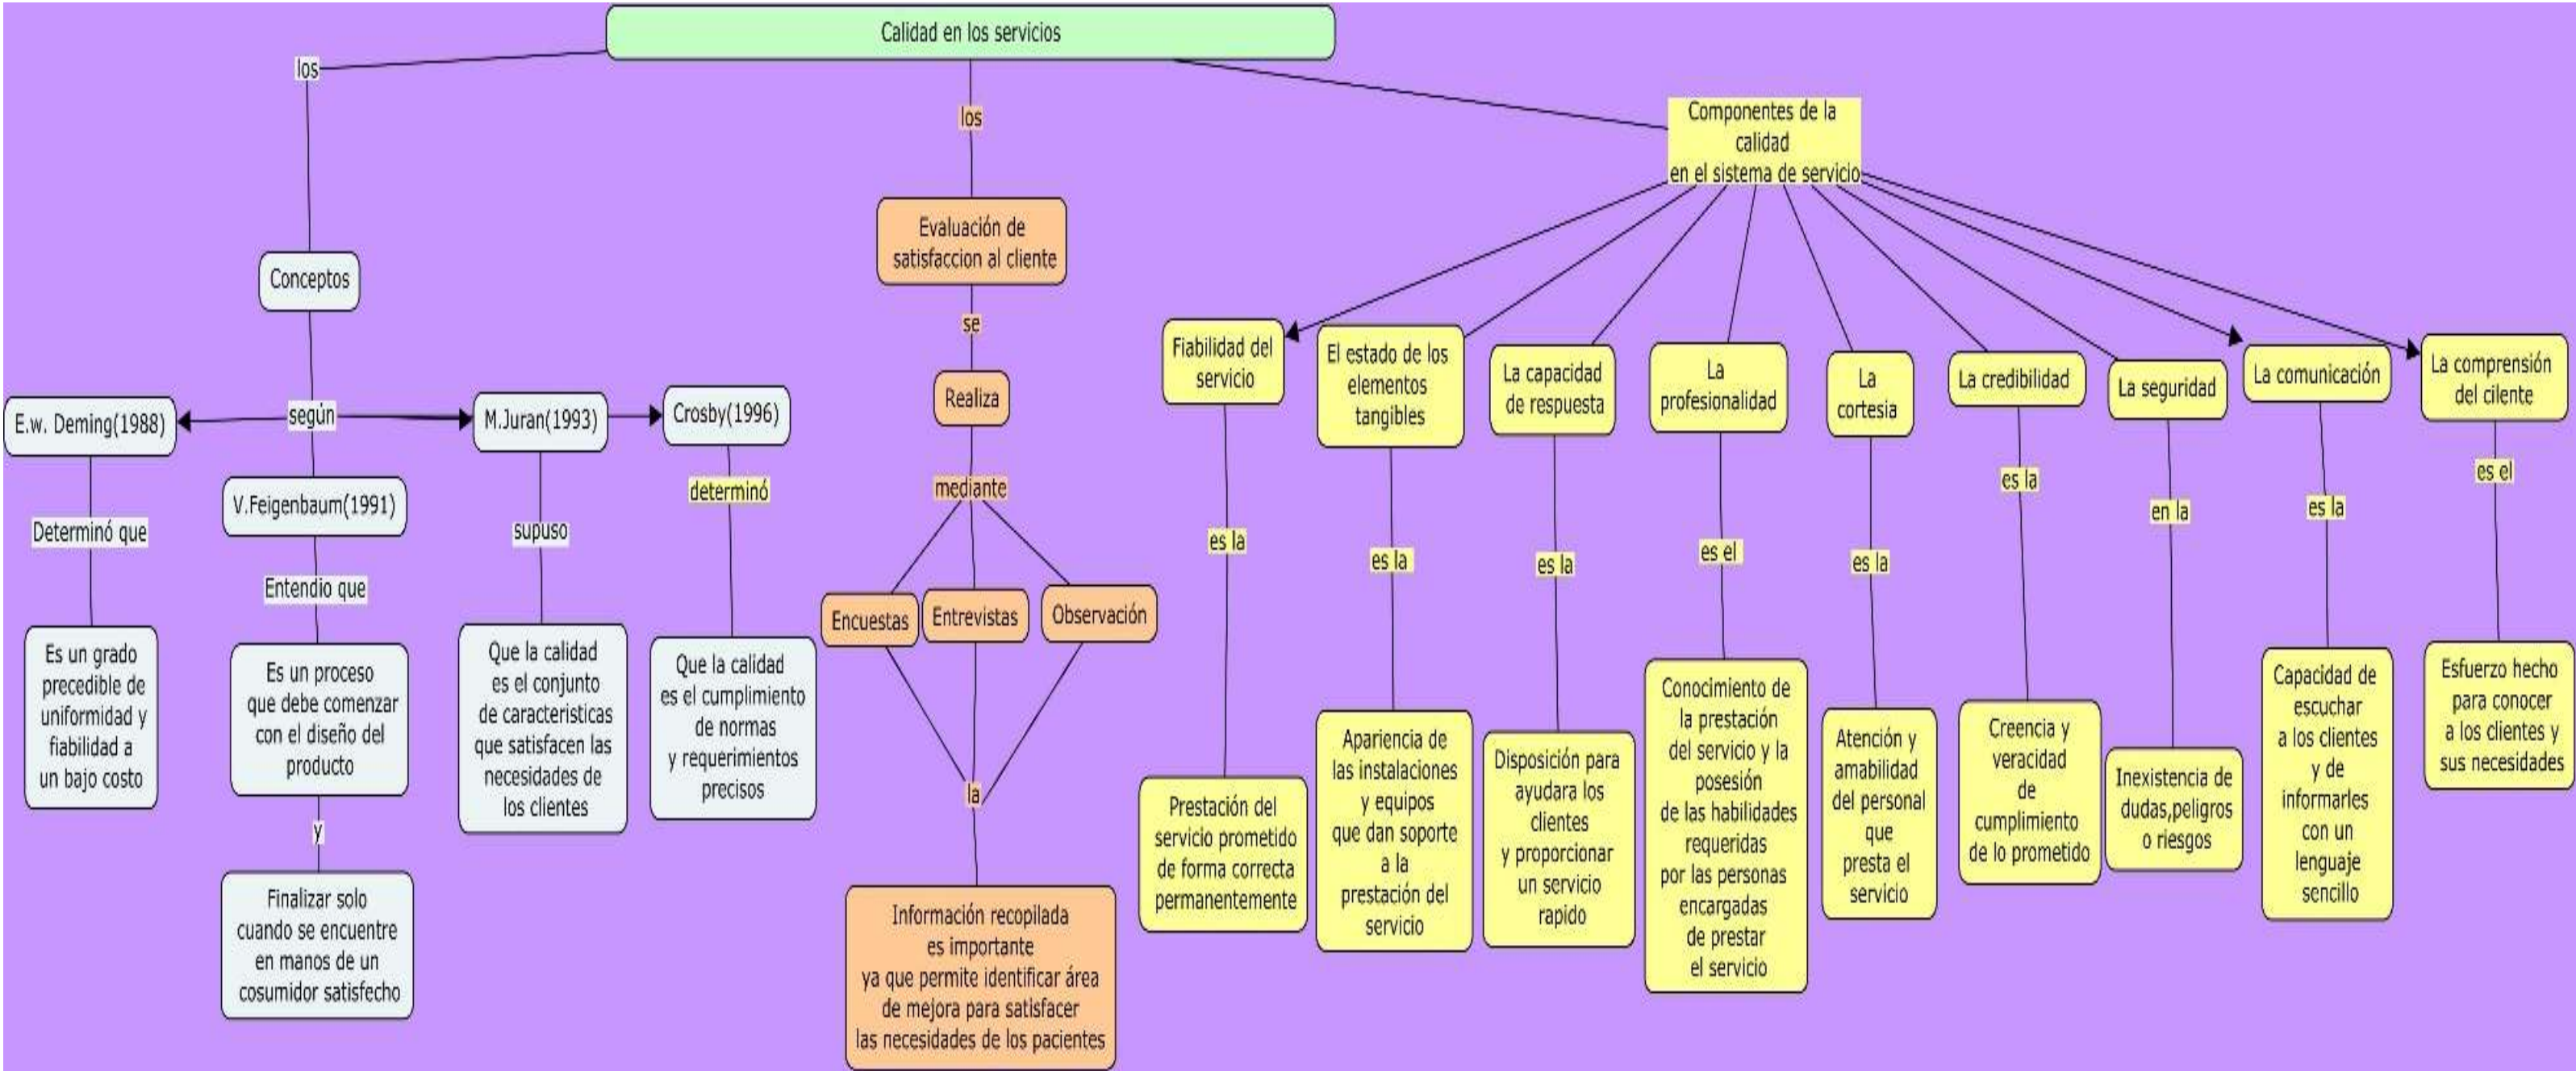 Calidad en los servicios
los
Conceptos
según
E.w. Deming(1988)
Determinó que
Es un grado
precedible de
uniformidad y
fiabilidad a
un bajo costo
V.Feigenbaum(1991)
Entendio que
Es un proceso
que debe comenzar
con el diseño del
producto
y
Finalizar solo
cuando se encuentre
en manos de un
cosumidor satisfecho
M.Juran(1993)
supuso
Que la calidad
es el conjunto
de caracteristicas
que satisfacen las
necesidades de
los clientes
Crosby(1996)
determinó
Que la calidad
es el cumplimiento
de normas
y requerimientos
precisos
los
Evaluación de
satisfaccion al cliente
se
Realiza
mediante
Encuestas
Entrevistas
Observación
la
Información recopilada
es importante
ya que permite identificar área
de mejora para satisfacer
las necesidades de los pacientes
Componentes de la
calidad
en el sistema de servicio
Fiabilidad del
servicio
es la
Prestación del
servicio prometido
de forma correcta
permanentemente
El estado de los
elementos
tangibles
es la
Apariencia de
las instalaciones
y equipos
que dan soporte
a la
prestación del
servicio
La capacidad
de respuesta
es la
Disposición para
ayudara los
clientes
y proporcionar
un servicio
rapido
La
profesionalidad
es el
Conocimiento de
la prestación
del servicio y la
posesión
de las habilidades
requeridas
por las personas
encargadas
de prestar
el servicio
La
cortesia
es la
Atención y
amabilidad
del personal
que
presta el
servicio
La credibilidad
es la
Creencia y
veracidad
de
cumplimiento
de lo prometido
La seguridad
en la
Inexistencia de
dudas,peligros
o riesgos
La comunicación
es la
Capacidad de
escuchar
a los clientes
y de
informarles
con un
lenguaje
sencillo
La comprensión
del cilente
es el
Esfuerzo hecho
para conocer
a los clientes y
sus necesidades